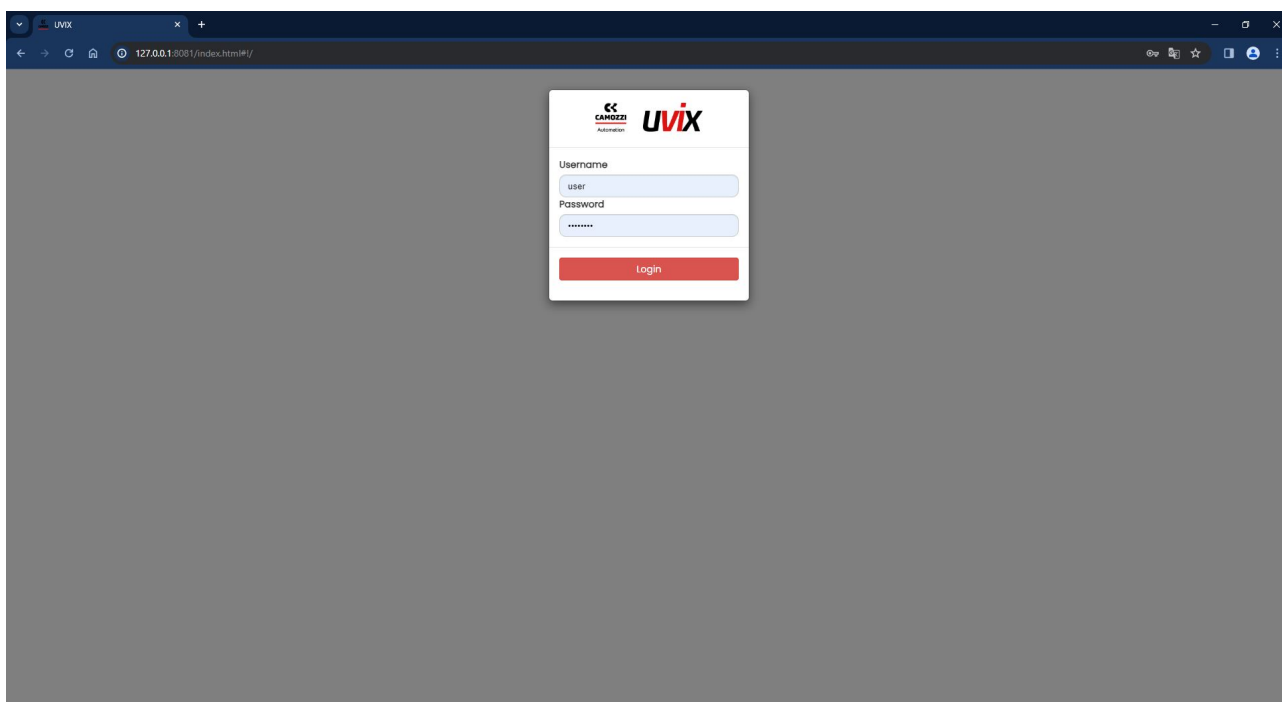 UVIX
127.0.0.1:8081/index.html#!/
CAMOZZI
Automation
UVIX
Username
user
Password
••••••••
Login